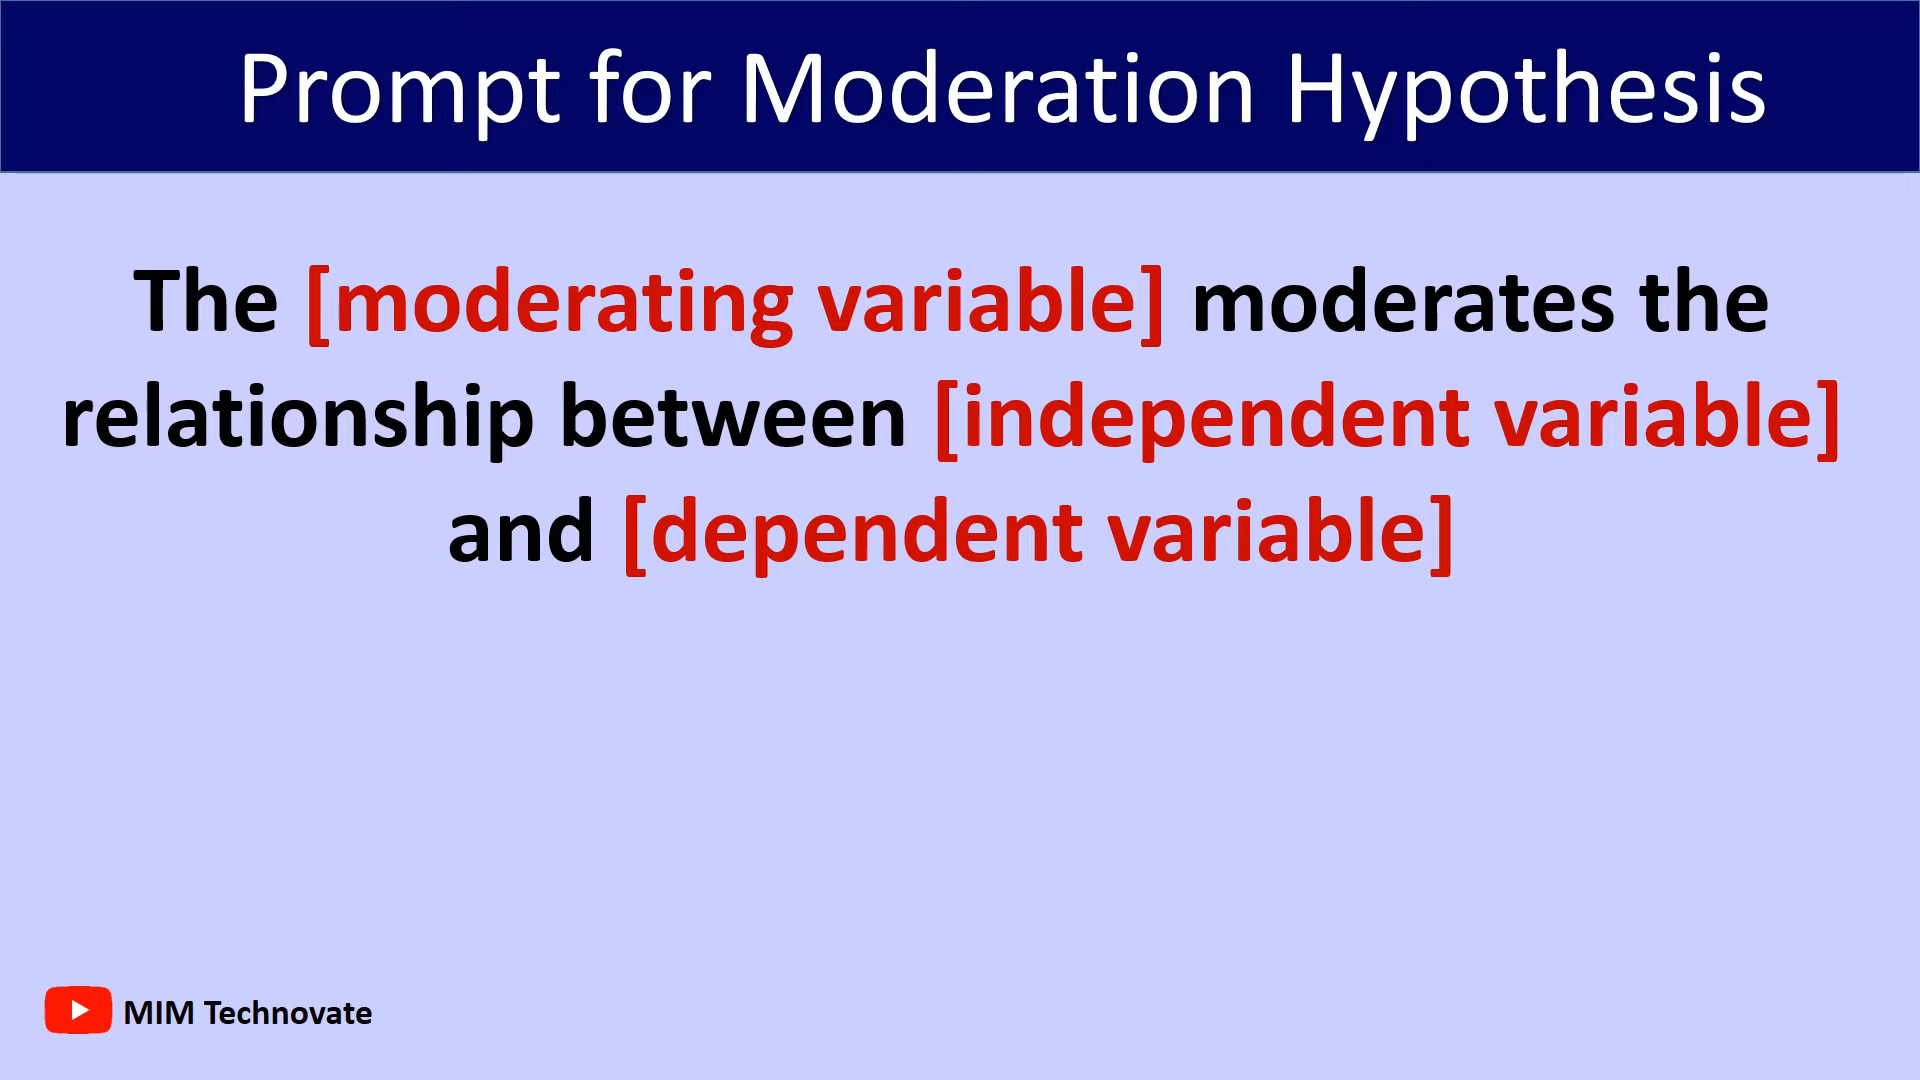 Prompt for Moderation Hypothesis
The [moderating variable] moderates the
relationship between [independent variable]
and [dependent variable]
MIM Technovate